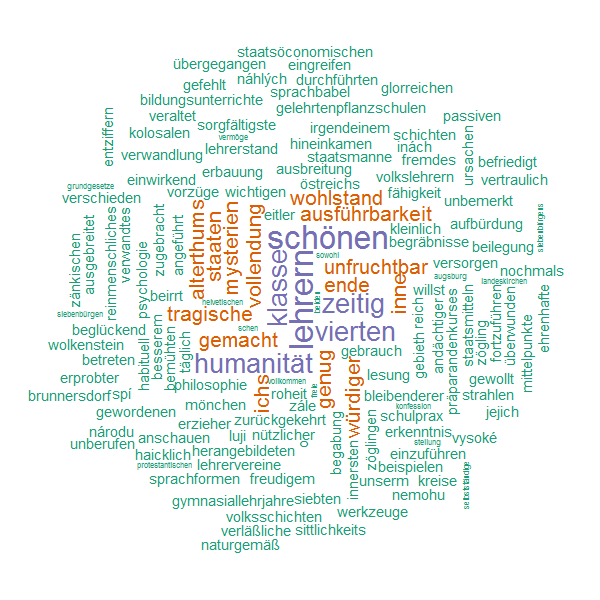 staatsöconomischen
übergegangen eingreifen
gefehlt náhlých durchführten
sprachbabel glorreichen
bildungsunterrichte gelehrtenpflanzschulen
veraltet sorgfältigste irgendeinem passiven
entziffern kolosalen vermöge hineinkamen schichten
lehrerstand staatsmanne inách ursachen
verwandlung ausbreitung fremdes befriedigt
erbauung volkslehrern
einwirkend östreichs vertraulich
grundgesetze vorzüge wichtigen wohlstand fähigkeit
verschieden eitler ausführbarkeit unbemerkt
alterthums staaten mysterien vollendung
zänkischen ausgebreitet reinmenschliches verwandtes
psychologie zugebracht angeführt
schönen kleinlich aufbürdung
begräbnisse beilegung siebenbürgens
klasse lehrern sowohl unfruchtbar versorgen
beirrt ende inne augsburg nochmals
helvetischen beiden landeskirchen
siebenbürgen tragische zeitig gebieth reich
beglückend schen vierten
wolkenstein gemacht gebrauch
andächtiger präparandenkurses staatsmitteln zögling
fortzuführen überwunden mittelpunkte ehrenhafte
betreten habituell besserem bemühten täglich
humanität genug lesung willst
erprobter vollkommen würdiger gewollt
philosophie ichs roheit bleibenderer strahlen
brunnersdorf spí mönchen zále konfession
gewordenen zurückgekehrt schulprax jejich
národu erzieher erkenntnis
unberufen anschauen luji nützlicher o stellung vysoké
haicklich herangebildeten begabung innersten zöglingen einzuführen
protestantischen lehrervereine beispielen selbstständige
sprachformen freudigem unserm kreise
gymnasiallehrjahre siebten nemohu
volksschichten werkzeuge
verläßliche sittlichkeits
naturgemäß